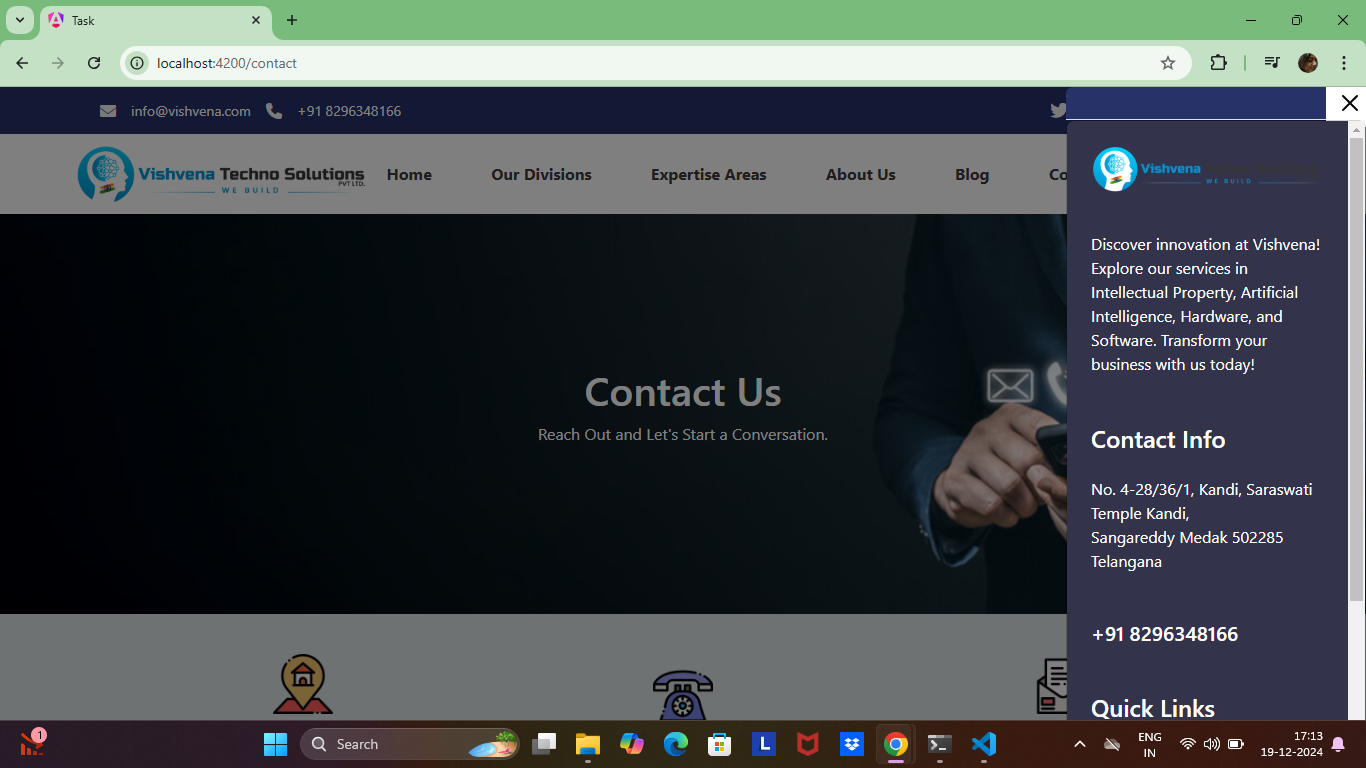 Task
localhost:4200/contact
info@vishvena.com
+91 8296348166
Vishvena Techno Solutions
PVT LTD.
WE BUILD
Home
Our Divisions
Expertise Areas
About Us
Blog
Co
Contact Us
Reach Out and Let's Start a Conversation.
Vishvena
WE BUILD
Discover innovation at Vishvena!
Explore our services in
Intellectual Property, Artificial
Intelligence, Hardware, and
Software. Transform your
business with us today!
Contact Info
No. 4-28/36/1, Kandi, Saraswati
Temple Kandi,
Sangareddy Medak 502285
Telangana
+91 8296348166
Quick Links
1
Search
L
ENG
IN
17:13
19-12-2024